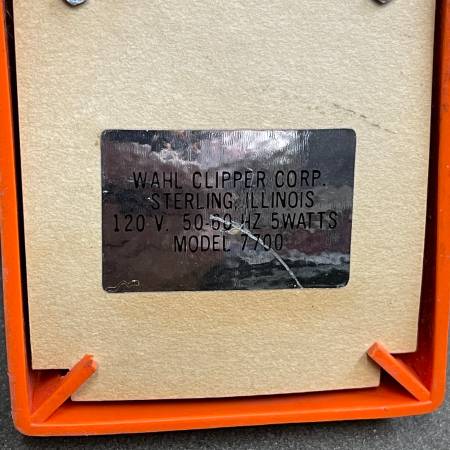 WAHL CLIPPER CORP.
STERLING, ILLINOIS
120 V. 50-60 HZ 5WATTS
MODEL 7700